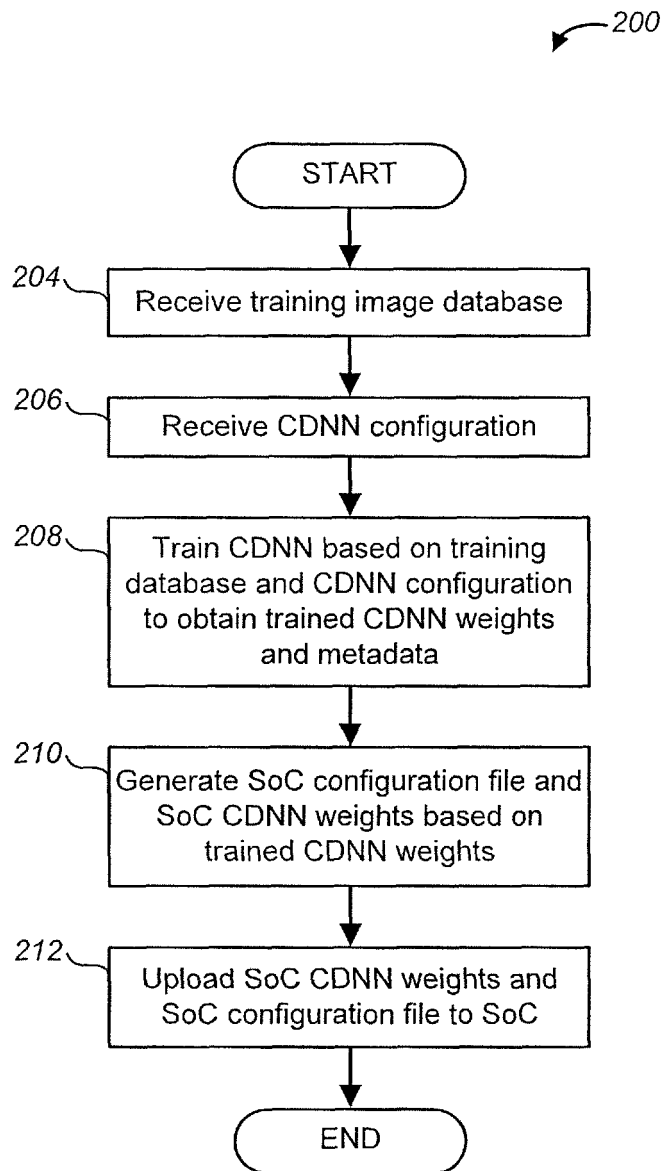 200
START
204
Receive training image database
206
Receive CDNN configuration
208
Train CDNN based on training
database and CDNN configuration
to obtain trained CDNN weights
and metadata
210
Generate SoC configuration file and
SoC CDNN weights based on
trained CDNN weights
212
Upload SoC CDNN weights and
SoC configuration file to SoC
END